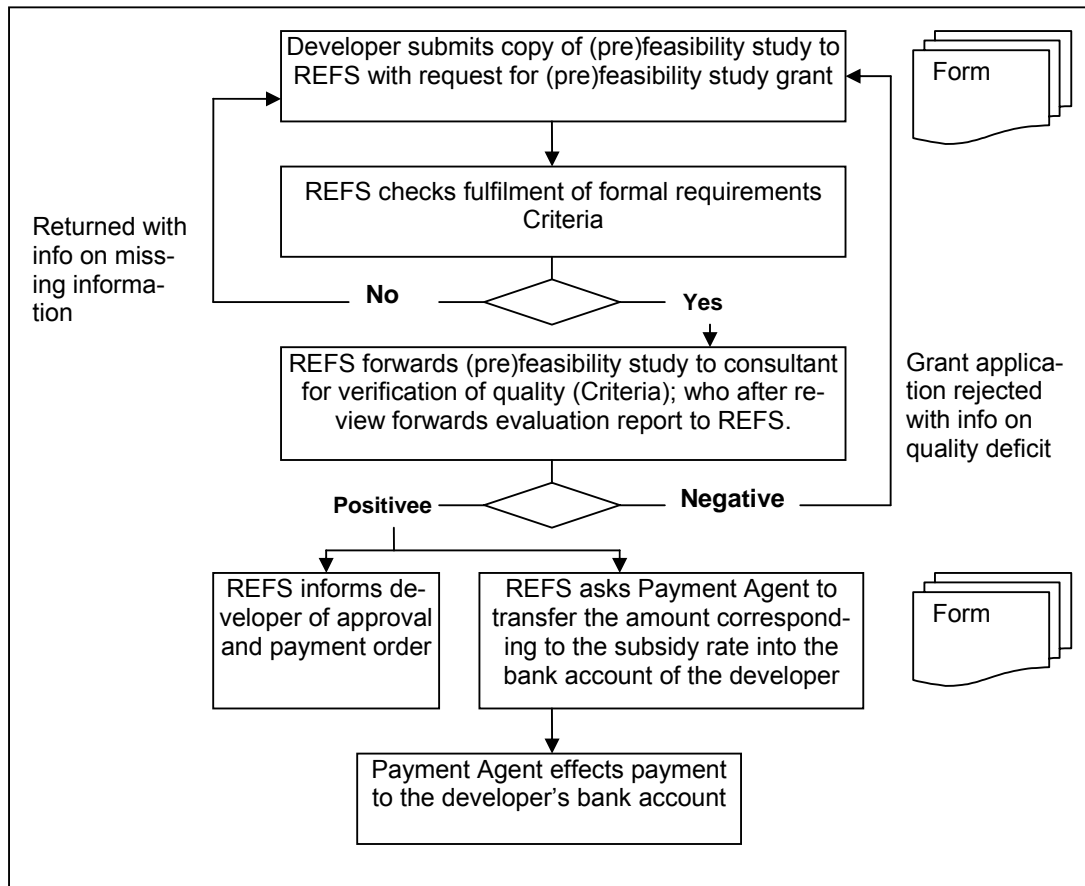 Developer submits copy of (pre)feasibility study to
REFS with request for (pre)feasibility study grant
Form
REFS checks fulfilment of formal requirements
Criteria
Returned with
info on miss-
ing informa-
tion
No
Yes
REFS forwards (pre)feasibility study to consultant
for verification of quality (Criteria); who after re-
view forwards evaluation report to REFS.
Grant applica-
tion rejected
with info on
quality deficit
Positivee
Negative
REFS informs de-
veloper of approval
and payment order
REFS asks Payment Agent to
transfer the amount correspond-
ing to the subsidy rate into the
bank account of the developer
Form
Payment Agent effects payment
to the developer's bank account